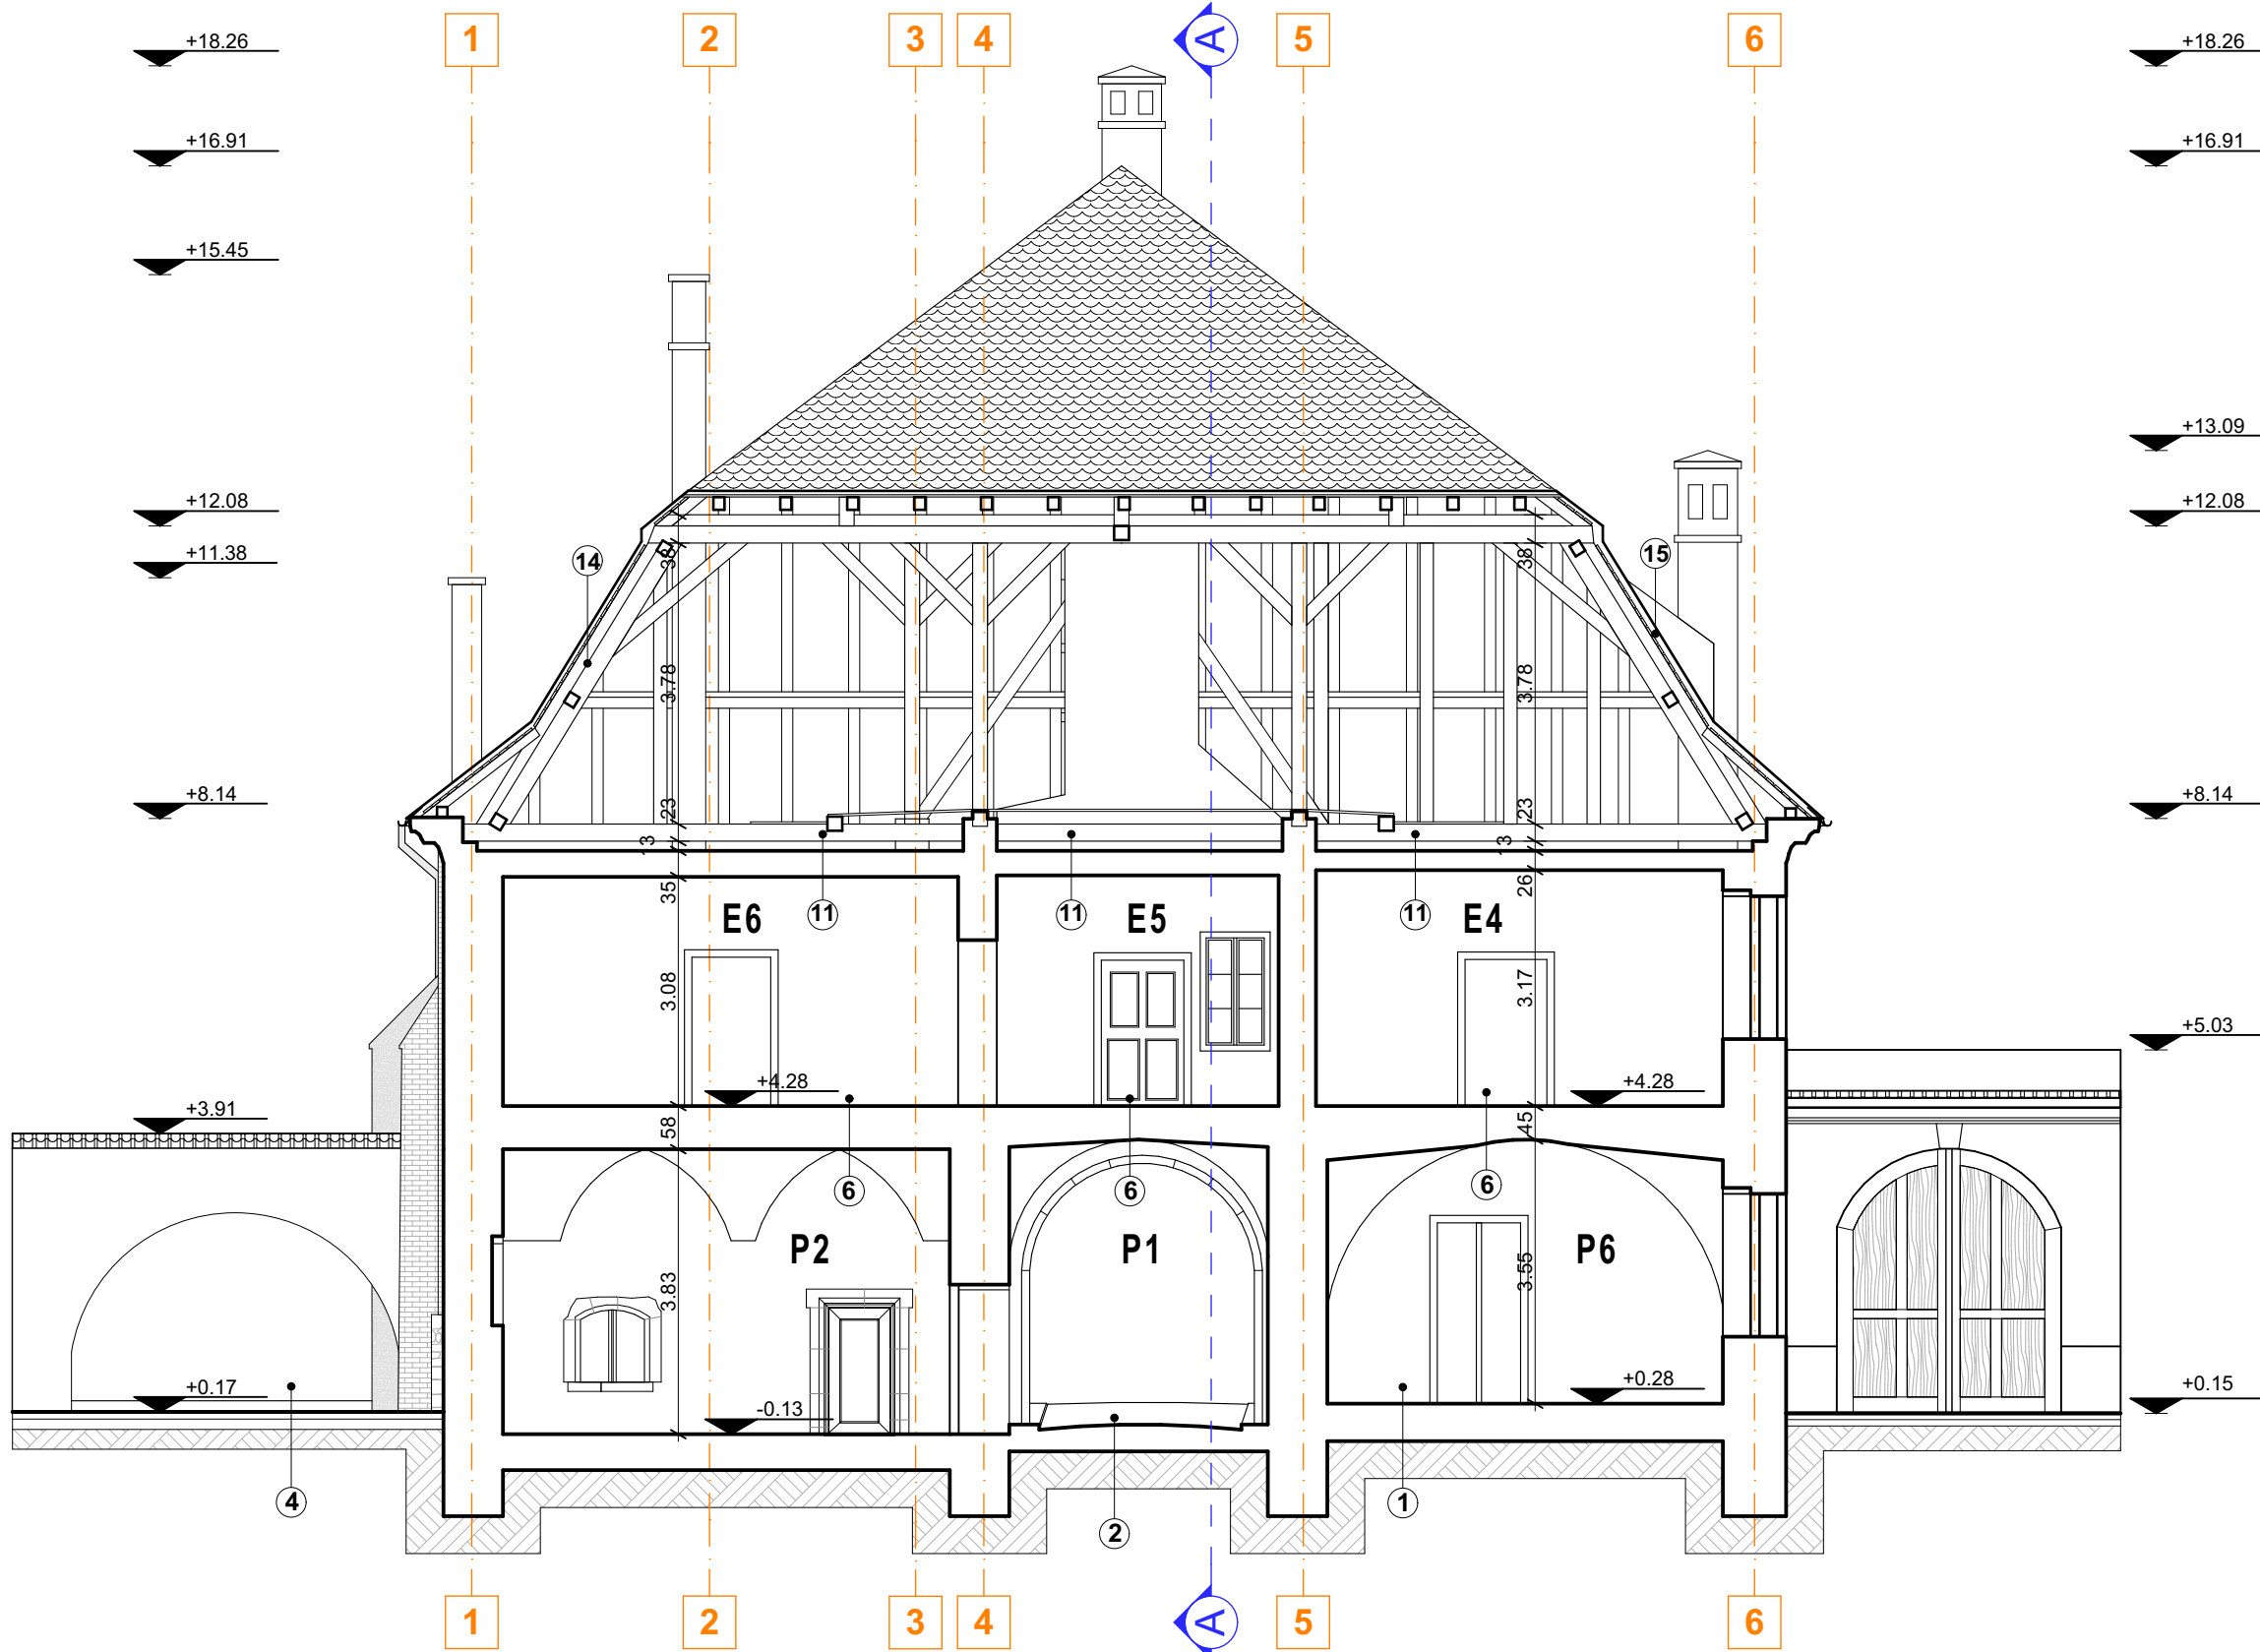 1 2 3 4 A 5 6
+18.26 +18.26
+16.91 +16.91
+15.45
+13.09
+12.08 +12.08
+11.38
14 38 38 15
3.78 3.78
+8.14 23 23 +8.14
3 3
11 11 11
35 26
E6 E5 E4
3.08 3.17
+5.03
+4.28 +4.28
+3.91
58 45
6 6 6
P2 P1 P6
3.83 3.55
+0.17 +0.28 +0.15
-0.13
4 2 1
1 2 3 4 A 5 6